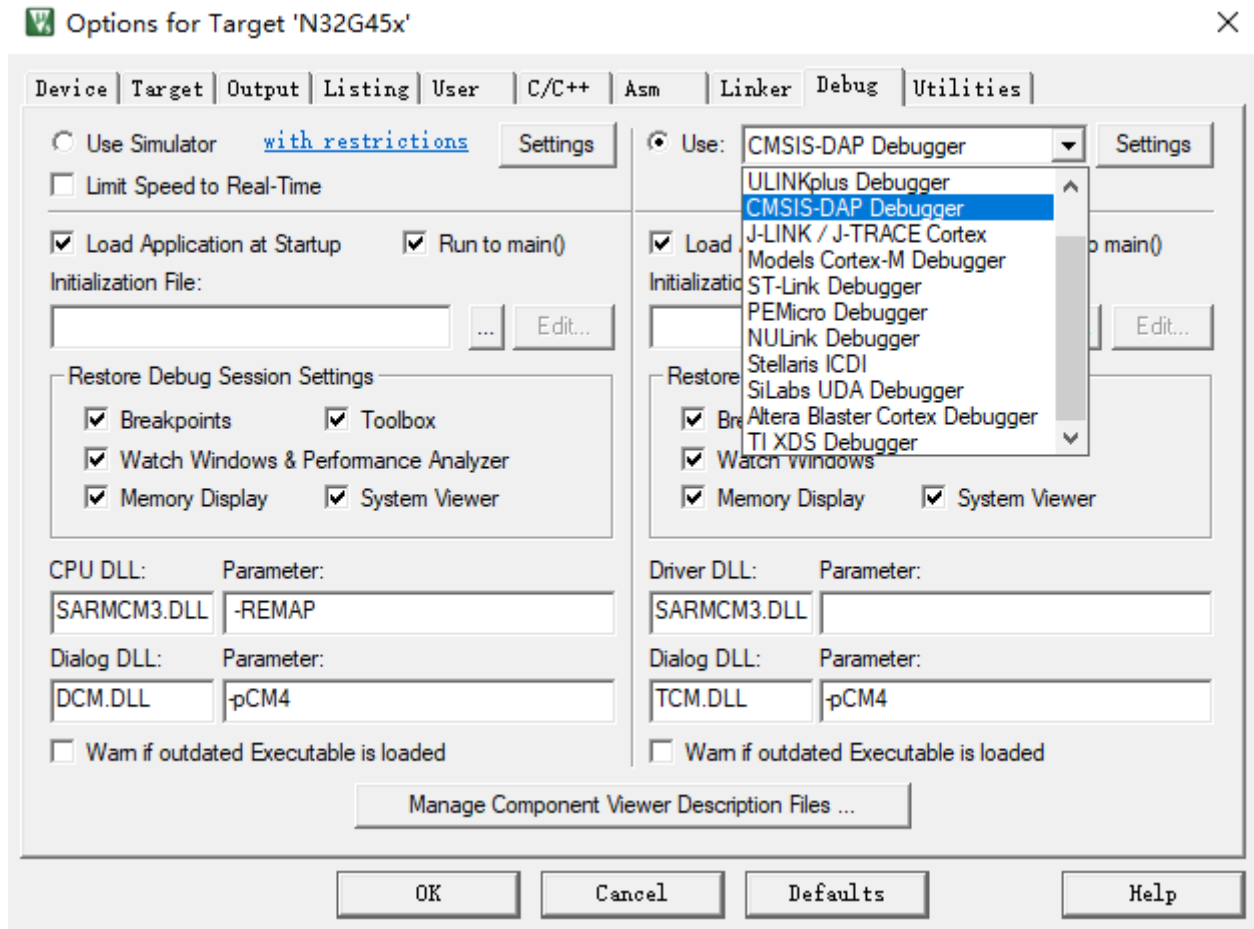 Options for Target 'N32G45x'
Device Target Output Listing User C/C++ Asm Linker Debug Utilities
Use Simulator with restrictions Settings
Limit Speed to Real-Time
Use: CMSIS-DAP Debugger Settings
ULINKplus Debugger
CMSIS-DAP Debugger
J-LINK / J-TRACE Cortex
Models Cortex-M Debugger
ST-Link Debugger
PEMicro Debugger
NULink Debugger
Stellaris ICDI
SiLabs UDA Debugger
Altera Blaster Cortex Debugger
TI XDS Debugger
Load Application at Startup Run to main()
Initialization File:
... Edit...
Restore Debug Session Settings
Breakpoints Toolbox
Watch Windows & Performance Analyzer
Memory Display System Viewer
CPU DLL: Parameter:
SARMCM3.DLL -REMAP
Dialog DLL: Parameter:
DCM.DLL -pCM4
Warn if outdated Executable is loaded
Load main()
Edit...
Restore
Watch Windows
Memory Display System Viewer
Driver DLL: Parameter:
SARMCM3.DLL
Dialog DLL: Parameter:
TCM.DLL -pCM4
Warn if outdated Executable is loaded
Manage Component Viewer Description Files ...
OK Cancel Defaults Help